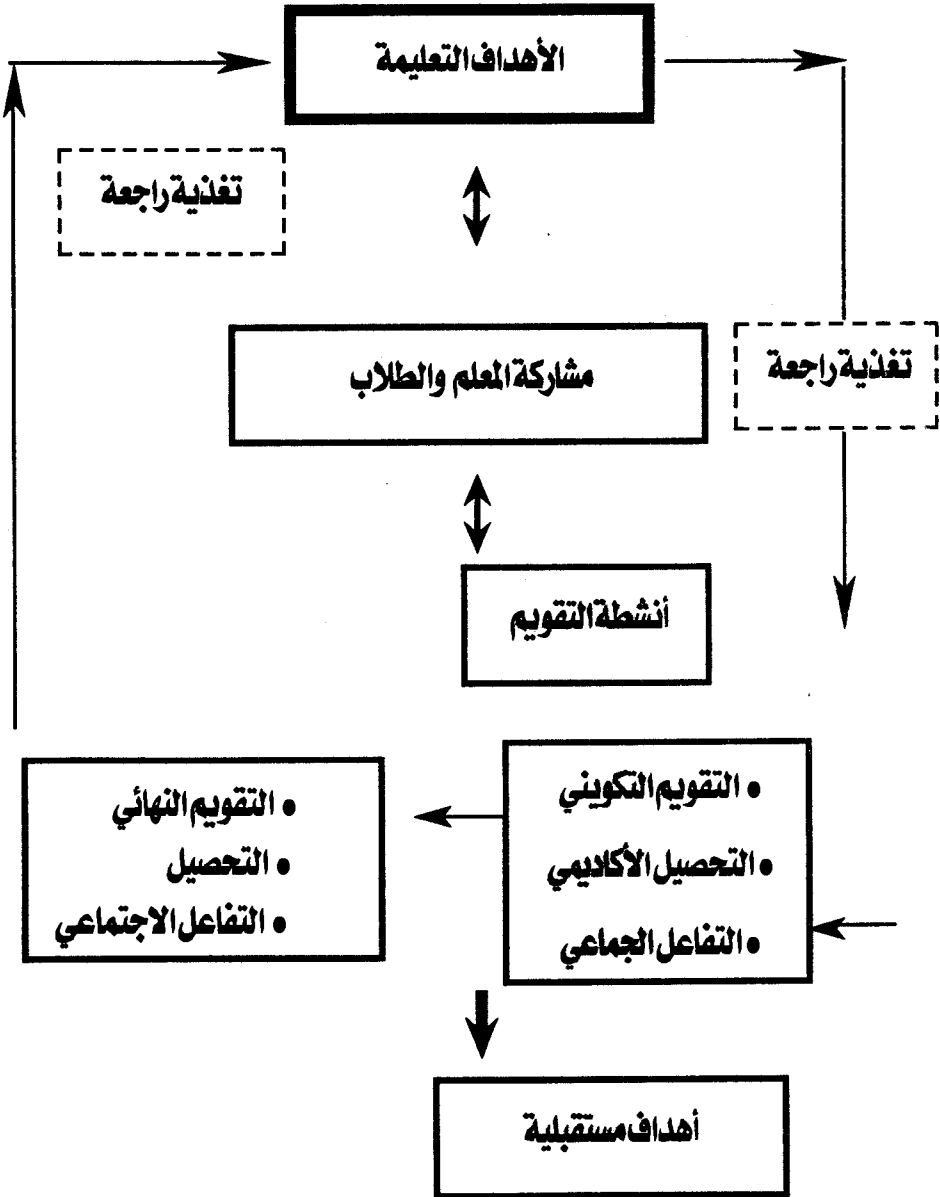 الأهداف التعليمة
تغذية راجعة
مشاركة المعلم والطلاب
تغذية راجعة
أنشطة التقويم
• التقويم التكويني
• التحصيل الأكاديمي
• التفاعل الجماعي
• التقويم النهائي
• التحصيل
• التفاعل الاجتماعي
أهداف مستقبلية